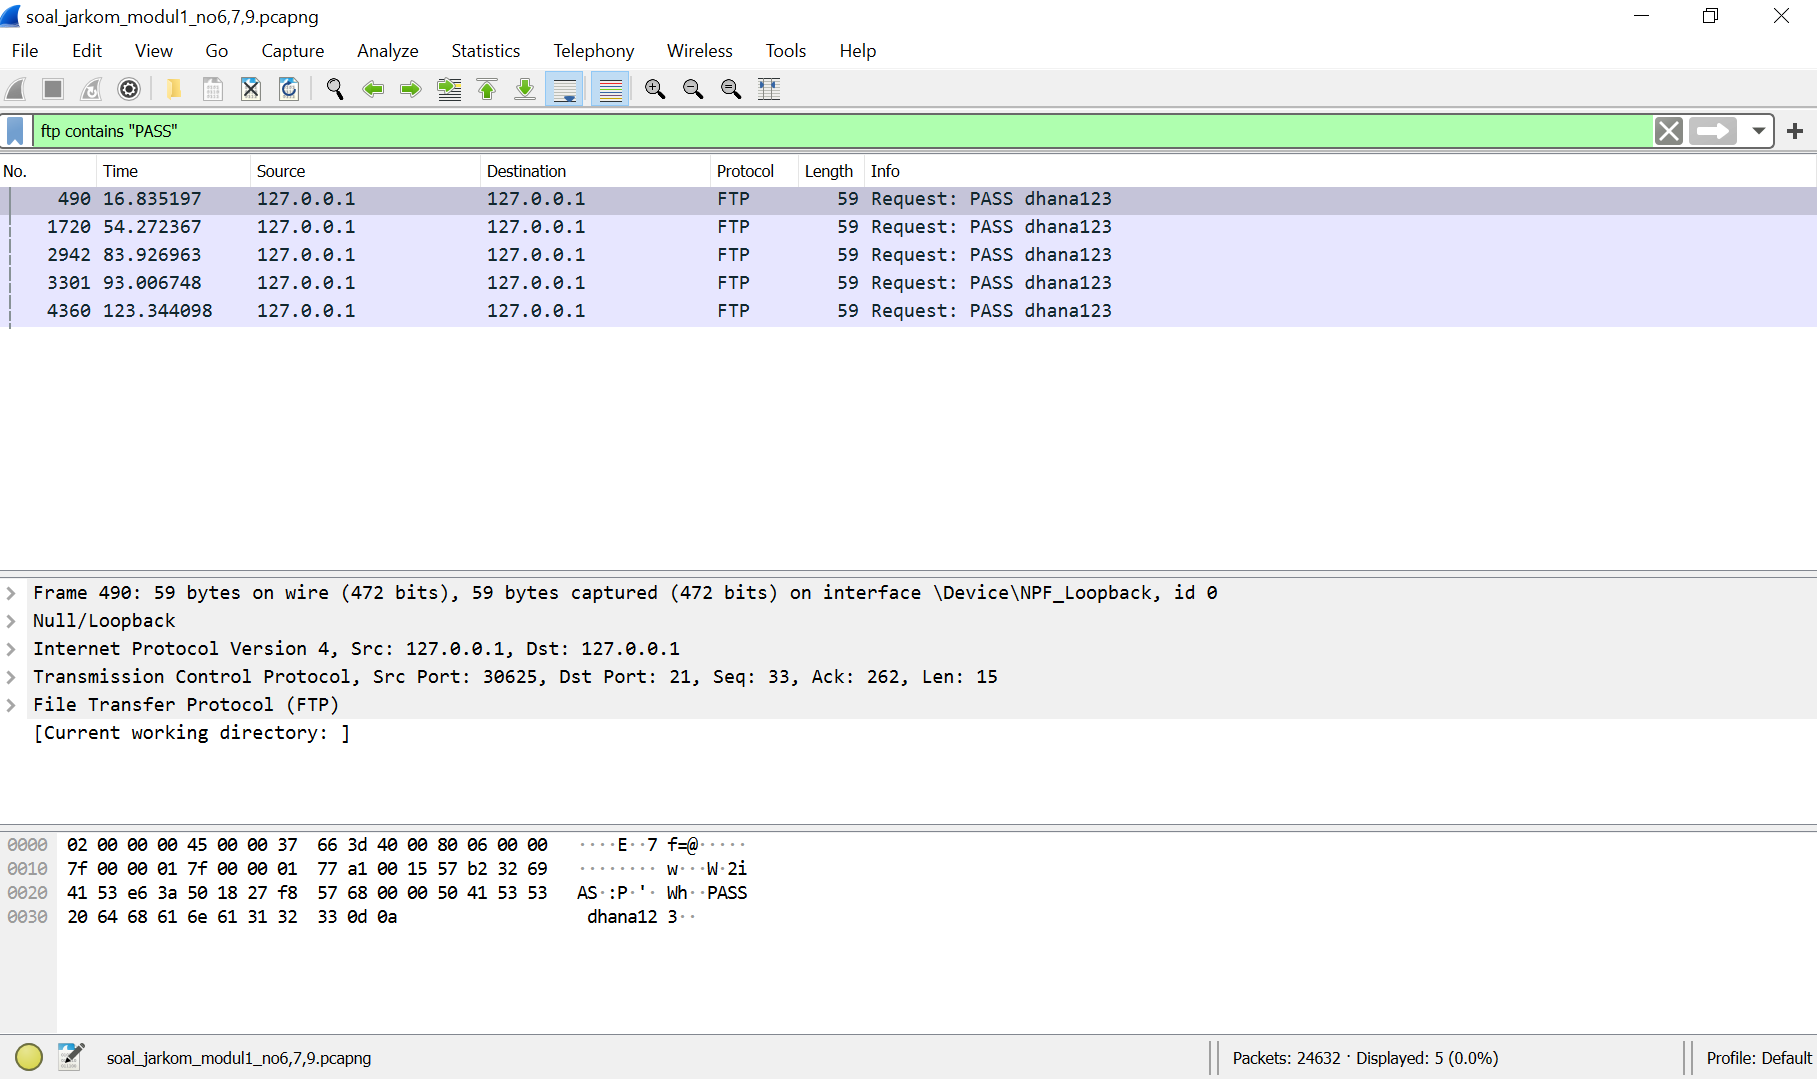 soal_jarkom_modul1_no6,7,9.pcapng
File Edit View Go Capture Analyze Statistics Telephony Wireless Tools Help
ftp contains "PASS"
No. Time Source Destination Protocol Length Info
490 16.835197 127.0.0.1 127.0.0.1 FTP 59 Request: PASS dhana123
1720 54.272367 127.0.0.1 127.0.0.1 FTP 59 Request: PASS dhana123
2942 83.926963 127.0.0.1 127.0.0.1 FTP 59 Request: PASS dhana123
3301 93.006748 127.0.0.1 127.0.0.1 FTP 59 Request: PASS dhana123
4360 123.344098 127.0.0.1 127.0.0.1 FTP 59 Request: PASS dhana123
Frame 490: 59 bytes on wire (472 bits), 59 bytes captured (472 bits) on interface \Device\NPF_Loopback, id 0
Null/Loopback
Internet Protocol Version 4, Src: 127.0.0.1, Dst: 127.0.0.1
Transmission Control Protocol, Src Port: 30625, Dst Port: 21, Seq: 33, Ack: 262, Len: 15
File Transfer Protocol (FTP)
[Current working directory: ]
0000 02 00 00 00 45 00 00 37 66 3d 40 00 80 06 00 00 ····E··7 f=@·····
0010 7f 00 00 01 7f 00 00 01 77 a1 00 15 57 b2 32 69 ········ w···W·2i
0020 41 53 e6 3a 50 18 27 f8 57 68 00 00 50 41 53 53 AS·:P·'· Wh··PASS
0030 20 64 68 61 6e 61 31 32 33 0d 0a dhana12 3··
soal_jarkom_modul1_no6,7,9.pcapng
Packets: 24632 · Displayed: 5 (0.0%)
Profile: Default